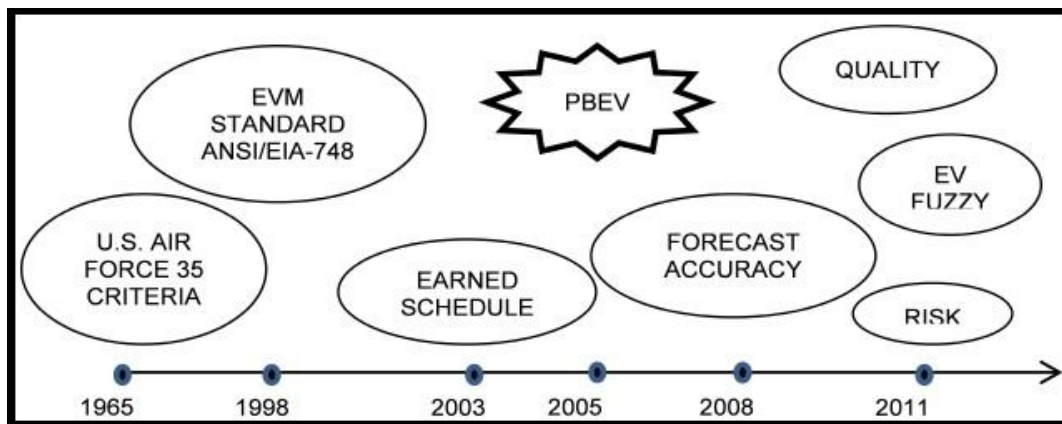 EVM
STANDARD
ANSI/EIA-748
PBEV
QUALITY
EV
FUZZY
U.S. AIR
FORCE 35
CRITERIA
EARNED
SCHEDULE
FORECAST
ACCURACY
RISK
1965
1998
2003
2005
2008
2011